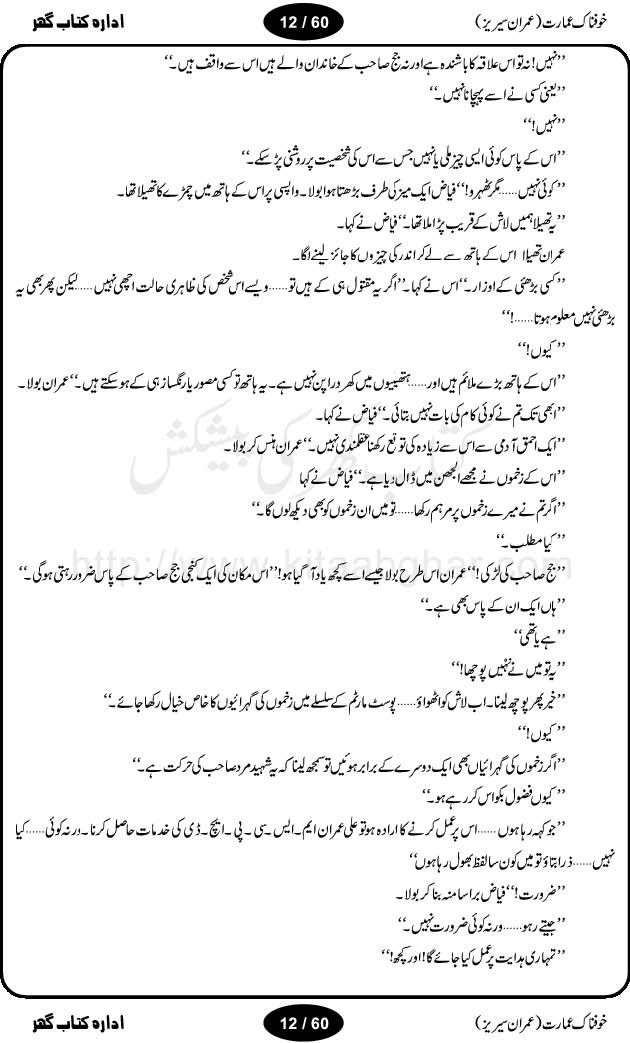 خوفناک عمارت (عمران سیریز) 12 / 60 ادارہ کتاب گھر
’’نہیں! نہ تو اس علاقہ کا باشندہ ہے اور نہ جج صاحب کے خاندان والے ہیں اس سے واقف ہیں۔‘‘
’’یعنی کسی نے اسے پہچانا نہیں۔‘‘
’’نہیں!‘‘
’’اس کے پاس کوئی ایسی چیز ملی یا نہیں جس سے اس کی شخصیت پر روشنی پڑ سکے۔‘‘
’’کوئی نہیں......مگر ٹھہرو!‘‘ فیاض ایک میز کی طرف بڑھتا ہوا بولا۔ واپسی پر اس کے ہاتھ میں چمڑے کا تھیلا تھا۔
’’یہ تھیلا ہمیں لاش کے قریب پڑا ملا تھا۔‘‘ فیاض نے کہا۔
عمران تھیلا اس کے ہاتھ سے لے کر اندر کی چیزوں کا جائزہ لینے لگا۔
’’کسی بڑھئی کے اوزار۔‘‘ اس نے کہا۔’’اگر یہ مقتول ہی کے ہیں تو......ویسے اس شخص کی ظاہری حالت اچھی نہیں......لیکن پھر بھی یہ
بڑھئی نہیں معلوم ہوتا......!‘‘
’’کیوں!‘‘
’’اس کے ہاتھ بڑے ملائم ہیں اور......ہتھیلیوں میں کھردرا پن نہیں ہے۔ یہ ہاتھ تو کسی مصور یا رنگساز ہی کے ہو سکتے ہیں۔‘‘ عمران بولا۔
’’ابھی تک تم نے کوئی کام کی بات نہیں بتائی۔‘‘ فیاض نے کہا۔
’’ایک احمق آدمی سے اس سے زیادہ کی توقع رکھنا عقلمندی نہیں۔‘‘ عمران ہنس کر بولا۔
’’اس کے زخموں نے مجھے الجھن میں ڈال دیا ہے۔‘‘ فیاض نے کہا
’’اگر تم نے میرے زخموں پر مرہم رکھا......تو میں ان زخموں کو بھی دیکھ لوں گا۔‘‘
’’کیا مطلب۔‘‘
’’جج صاحب کی لڑکی!‘‘ عمران اس طرح بولا جیسے اسے کچھ یاد آ گیا ہو!’’اس مکان کی ایک کنجی جج صاحب کے پاس ضرور رہتی ہوگی۔‘‘
’’ہاں ایک ان کے پاس بھی ہے۔‘‘
’’ہے یا تھی‘‘
’’یہ تو میں نے نہیں پوچھا!‘‘
’’خیر پھر پوچھ لینا۔ اب لاش کو اٹھواؤ......پوسٹ مارٹم کے سلسلے میں زخموں کی گہرائیوں کا خاص خیال رکھا جائے۔‘‘
’’کیوں!‘‘
’’اگر زخموں کی گہرائیاں بھی ایک دوسرے کے برابر ہوئیں تو سمجھ لینا کہ یہ شہید مرد صاحب کی حرکت ہے۔‘‘
’’کیوں فضول بکواس کر رہے ہو۔‘‘
’’جو کہہ رہا ہوں......اس پر عمل کرنے کا ارادہ ہو تو علی عمران ایم۔ایس۔سی۔پی۔ایچ۔ڈی کی خدمات حاصل کرنا۔ ورنہ کوئی......کیا
نہیں......ذرا بتاؤ تو میں کون سا لفظ بھول رہا ہوں‘‘
’’ضرورت!‘‘ فیاض برا سا منہ بنا کر بولا۔
’’جیتے رہو......ورنہ کوئی ضرورت نہیں۔‘‘
’’تمہاری ہدایت پر عمل کیا جائے گا! اور کچھ!‘‘
کتاب گھر کی پیشکش
http://www.kitaabghar.com
خوفناک عمارت (عمران سیریز) 12 / 60 ادارہ کتاب گھر